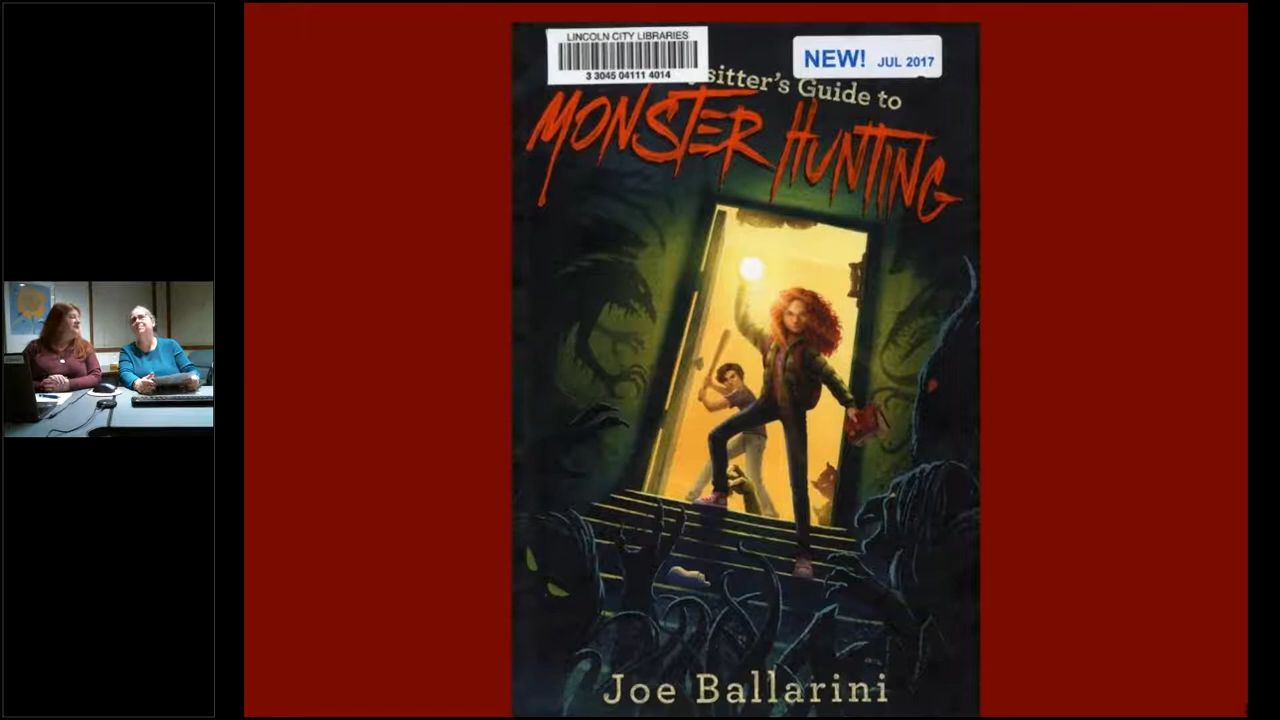 LINCOLN CITY LIBRARIES
3 3045 04111 4014
NEW! JUL 2017
sitter's Guide to
MONSTER HUNTING
Joe Ballarini